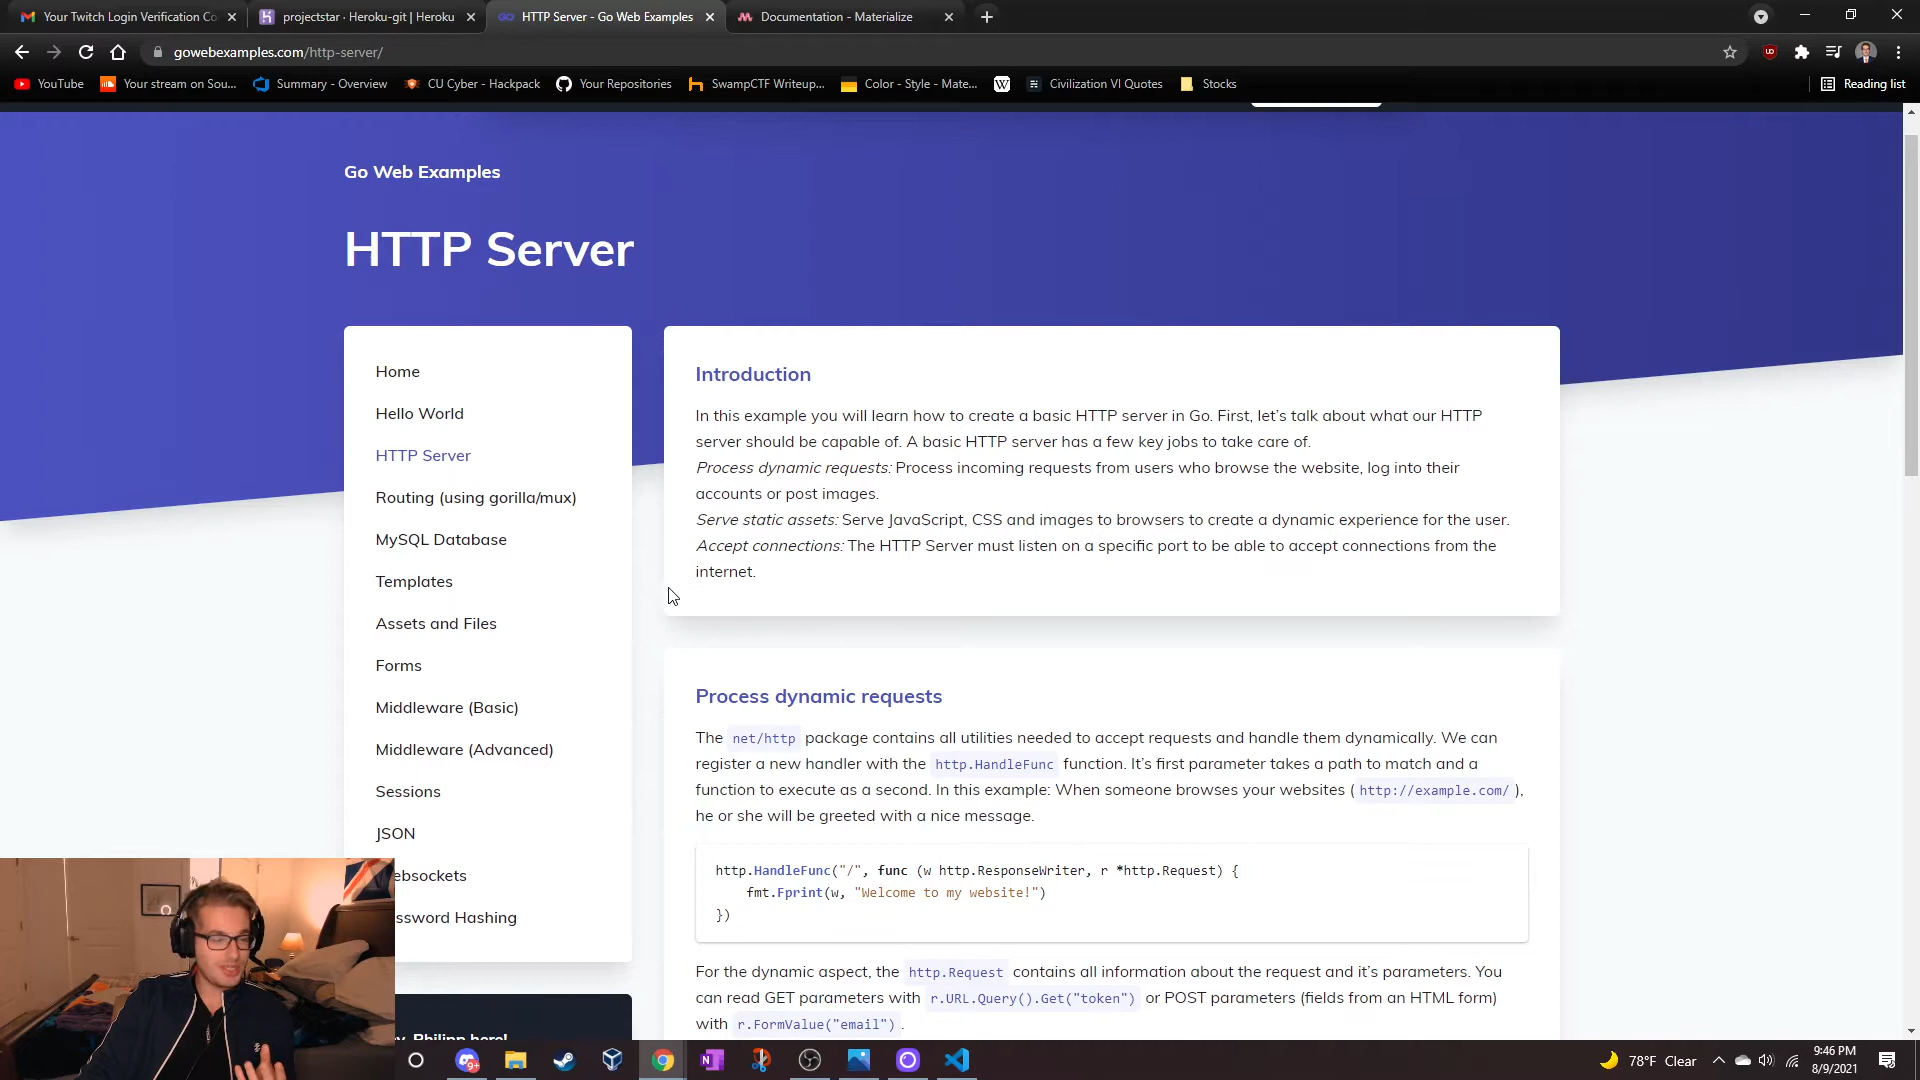 Your Twitch Login Verification Co
projectstar · Heroku-git | Heroku
HTTP Server - Go Web Examples
Documentation - Materialize
gowebexamples.com/http-server/
YouTube
Your stream on Sou...
Summary - Overview
CU Cyber - Hackpack
Your Repositories
SwampCTF Writeup...
Color - Style - Mate...
W
Civilization VI Quotes
Stocks
Reading list
Go Web Examples
HTTP Server
Home
Hello World
HTTP Server
Routing (using gorilla/mux)
MySQL Database
Templates
Assets and Files
Forms
Middleware (Basic)
Middleware (Advanced)
Sessions
JSON
ebsockets
ssword Hashing
Introduction
In this example you will learn how to create a basic HTTP server in Go. First, let's talk about what our HTTP
server should be capable of. A basic HTTP server has a few key jobs to take care of.
Process dynamic requests: Process incoming requests from users who browse the website, log into their
accounts or post images.
Serve static assets: Serve JavaScript, CSS and images to browsers to create a dynamic experience for the user.
Accept connections: The HTTP Server must listen on a specific port to be able to accept connections from the
internet.
Process dynamic requests
The net/http package contains all utilities needed to accept requests and handle them dynamically. We can
register a new handler with the http.HandleFunc function. It's first parameter takes a path to match and a
function to execute as a second. In this example: When someone browses your websites ( http://example.com/ ),
he or she will be greeted with a nice message.
http.HandleFunc("/", func (w http.ResponseWriter, r *http.Request) {
fmt.Fprint(w, "Welcome to my website!")
})
For the dynamic aspect, the http.Request contains all information about the request and it's parameters. You
can read GET parameters with r.URL.Query().Get("token") or POST parameters (fields from an HTML form)
with r.FormValue("email") .
Philipp here!
78°F Clear
9:46 PM
8/9/2021